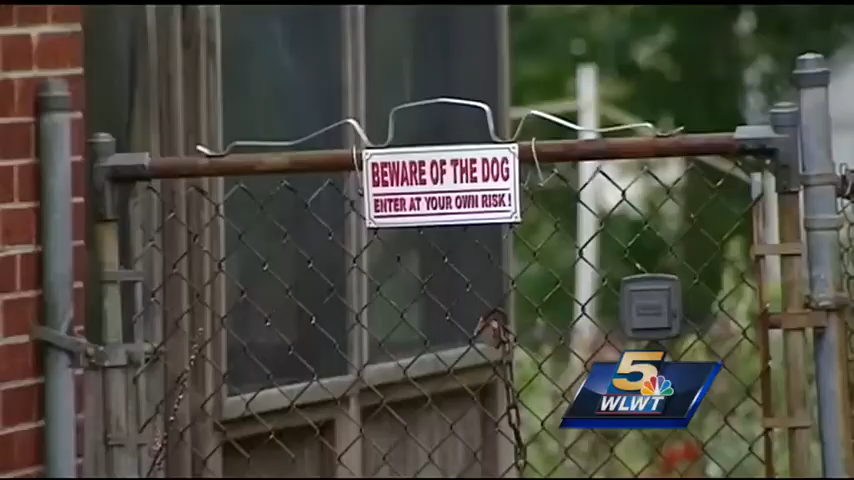 BEWARE OF THE DOG
ENTER AT YOUR OWN RISK!
5
WLWT